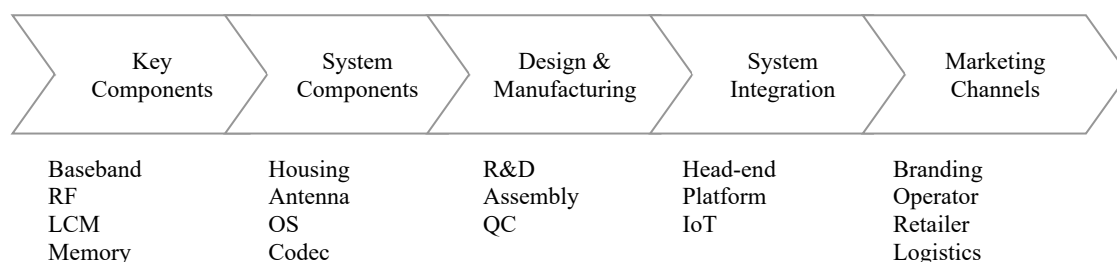 Key
Components
System
Components
Design &
Manufacturing
System
Integration
Marketing
Channels
Baseband
RF
LCM
Memory
Housing
Antenna
OS
Codec
R&D
Assembly
QC
Head-end
Platform
IoT
Branding
Operator
Retailer
Logistics